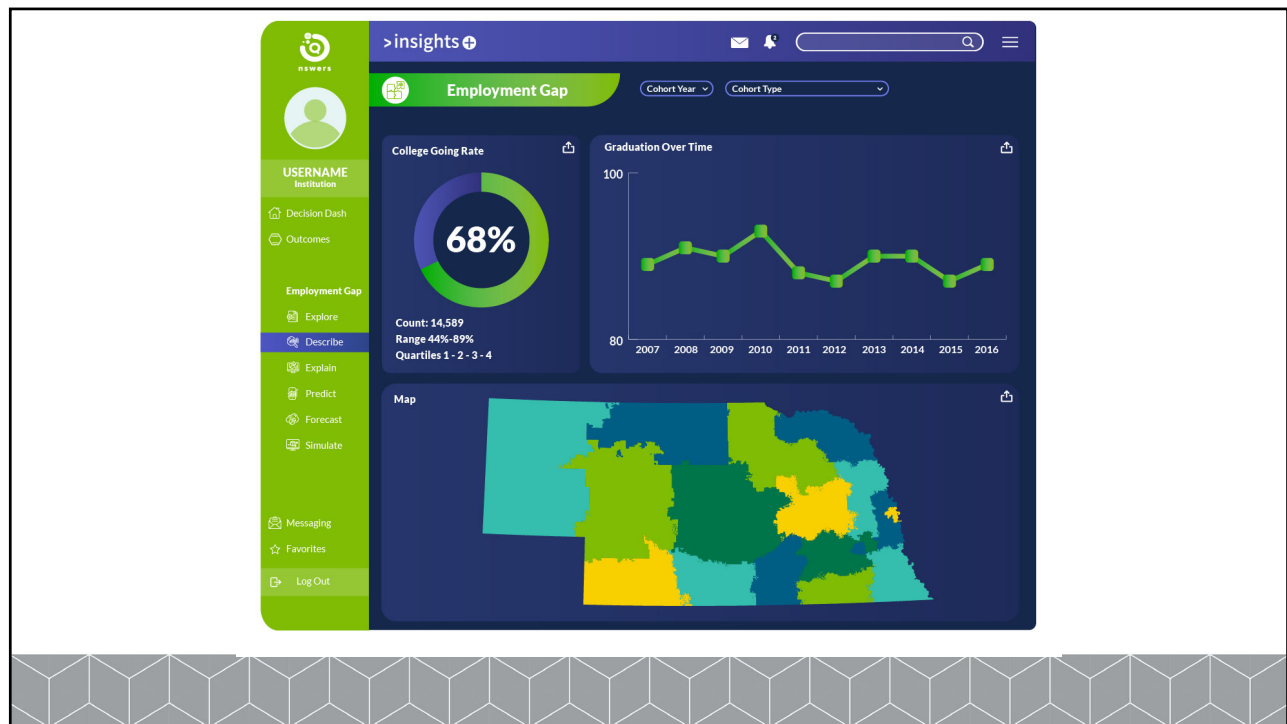 nswers
USERNAME
Institution
Decision Dash
Outcomes
Employment Gap
Explore
Describe
Explain
Predict
Forecast
Simulate
Messaging
Favorites
Log Out
>insights
Employment Gap
Cohort Year
Cohort Type
College Going Rate
68%
Count: 14,589
Range 44%-89%
Quartiles 1 - 2 - 3 - 4
Graduation Over Time
100
80
2007 2008 2009 2010 2011 2012 2013 2014 2015 2016
Map